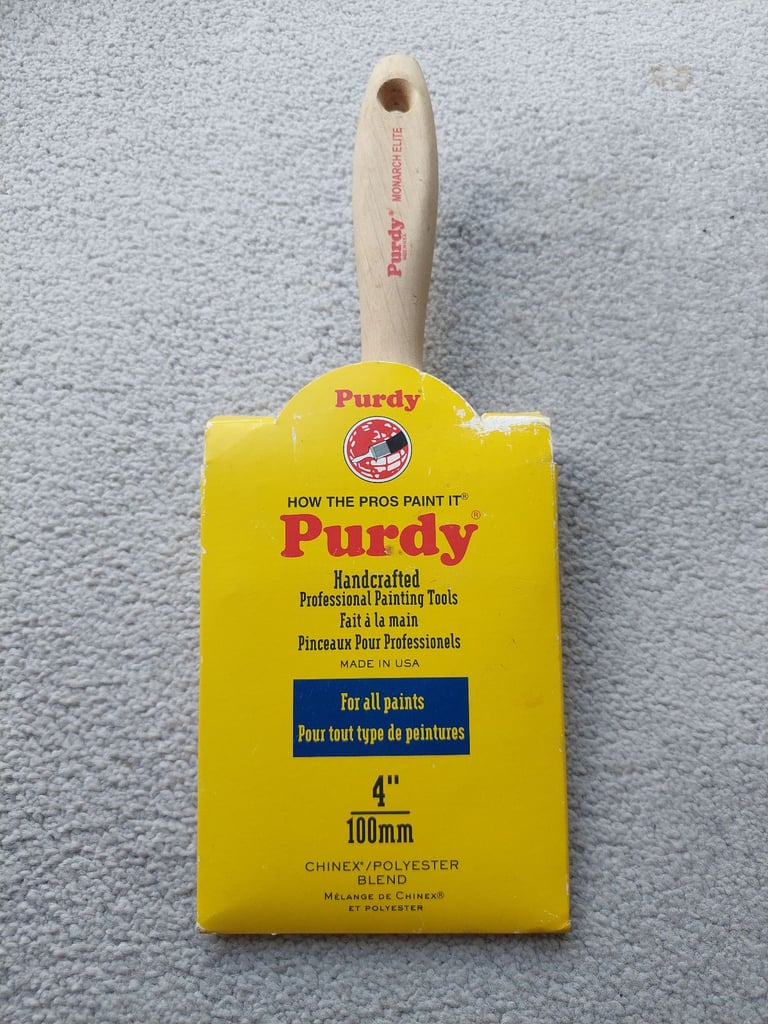 Purdy® MONARCH ELITE
Purdy
HOW THE PROS PAINT IT®
Purdy®
Handcrafted
Professional Painting Tools
Fait à la main
Pinceaux Pour Professionels
MADE IN USA
For all paints
Pour tout type de peintures
4"
100mm
CHINEX®/POLYESTER
BLEND
MÉLANGE DE CHINEX®
ET POLYESTER